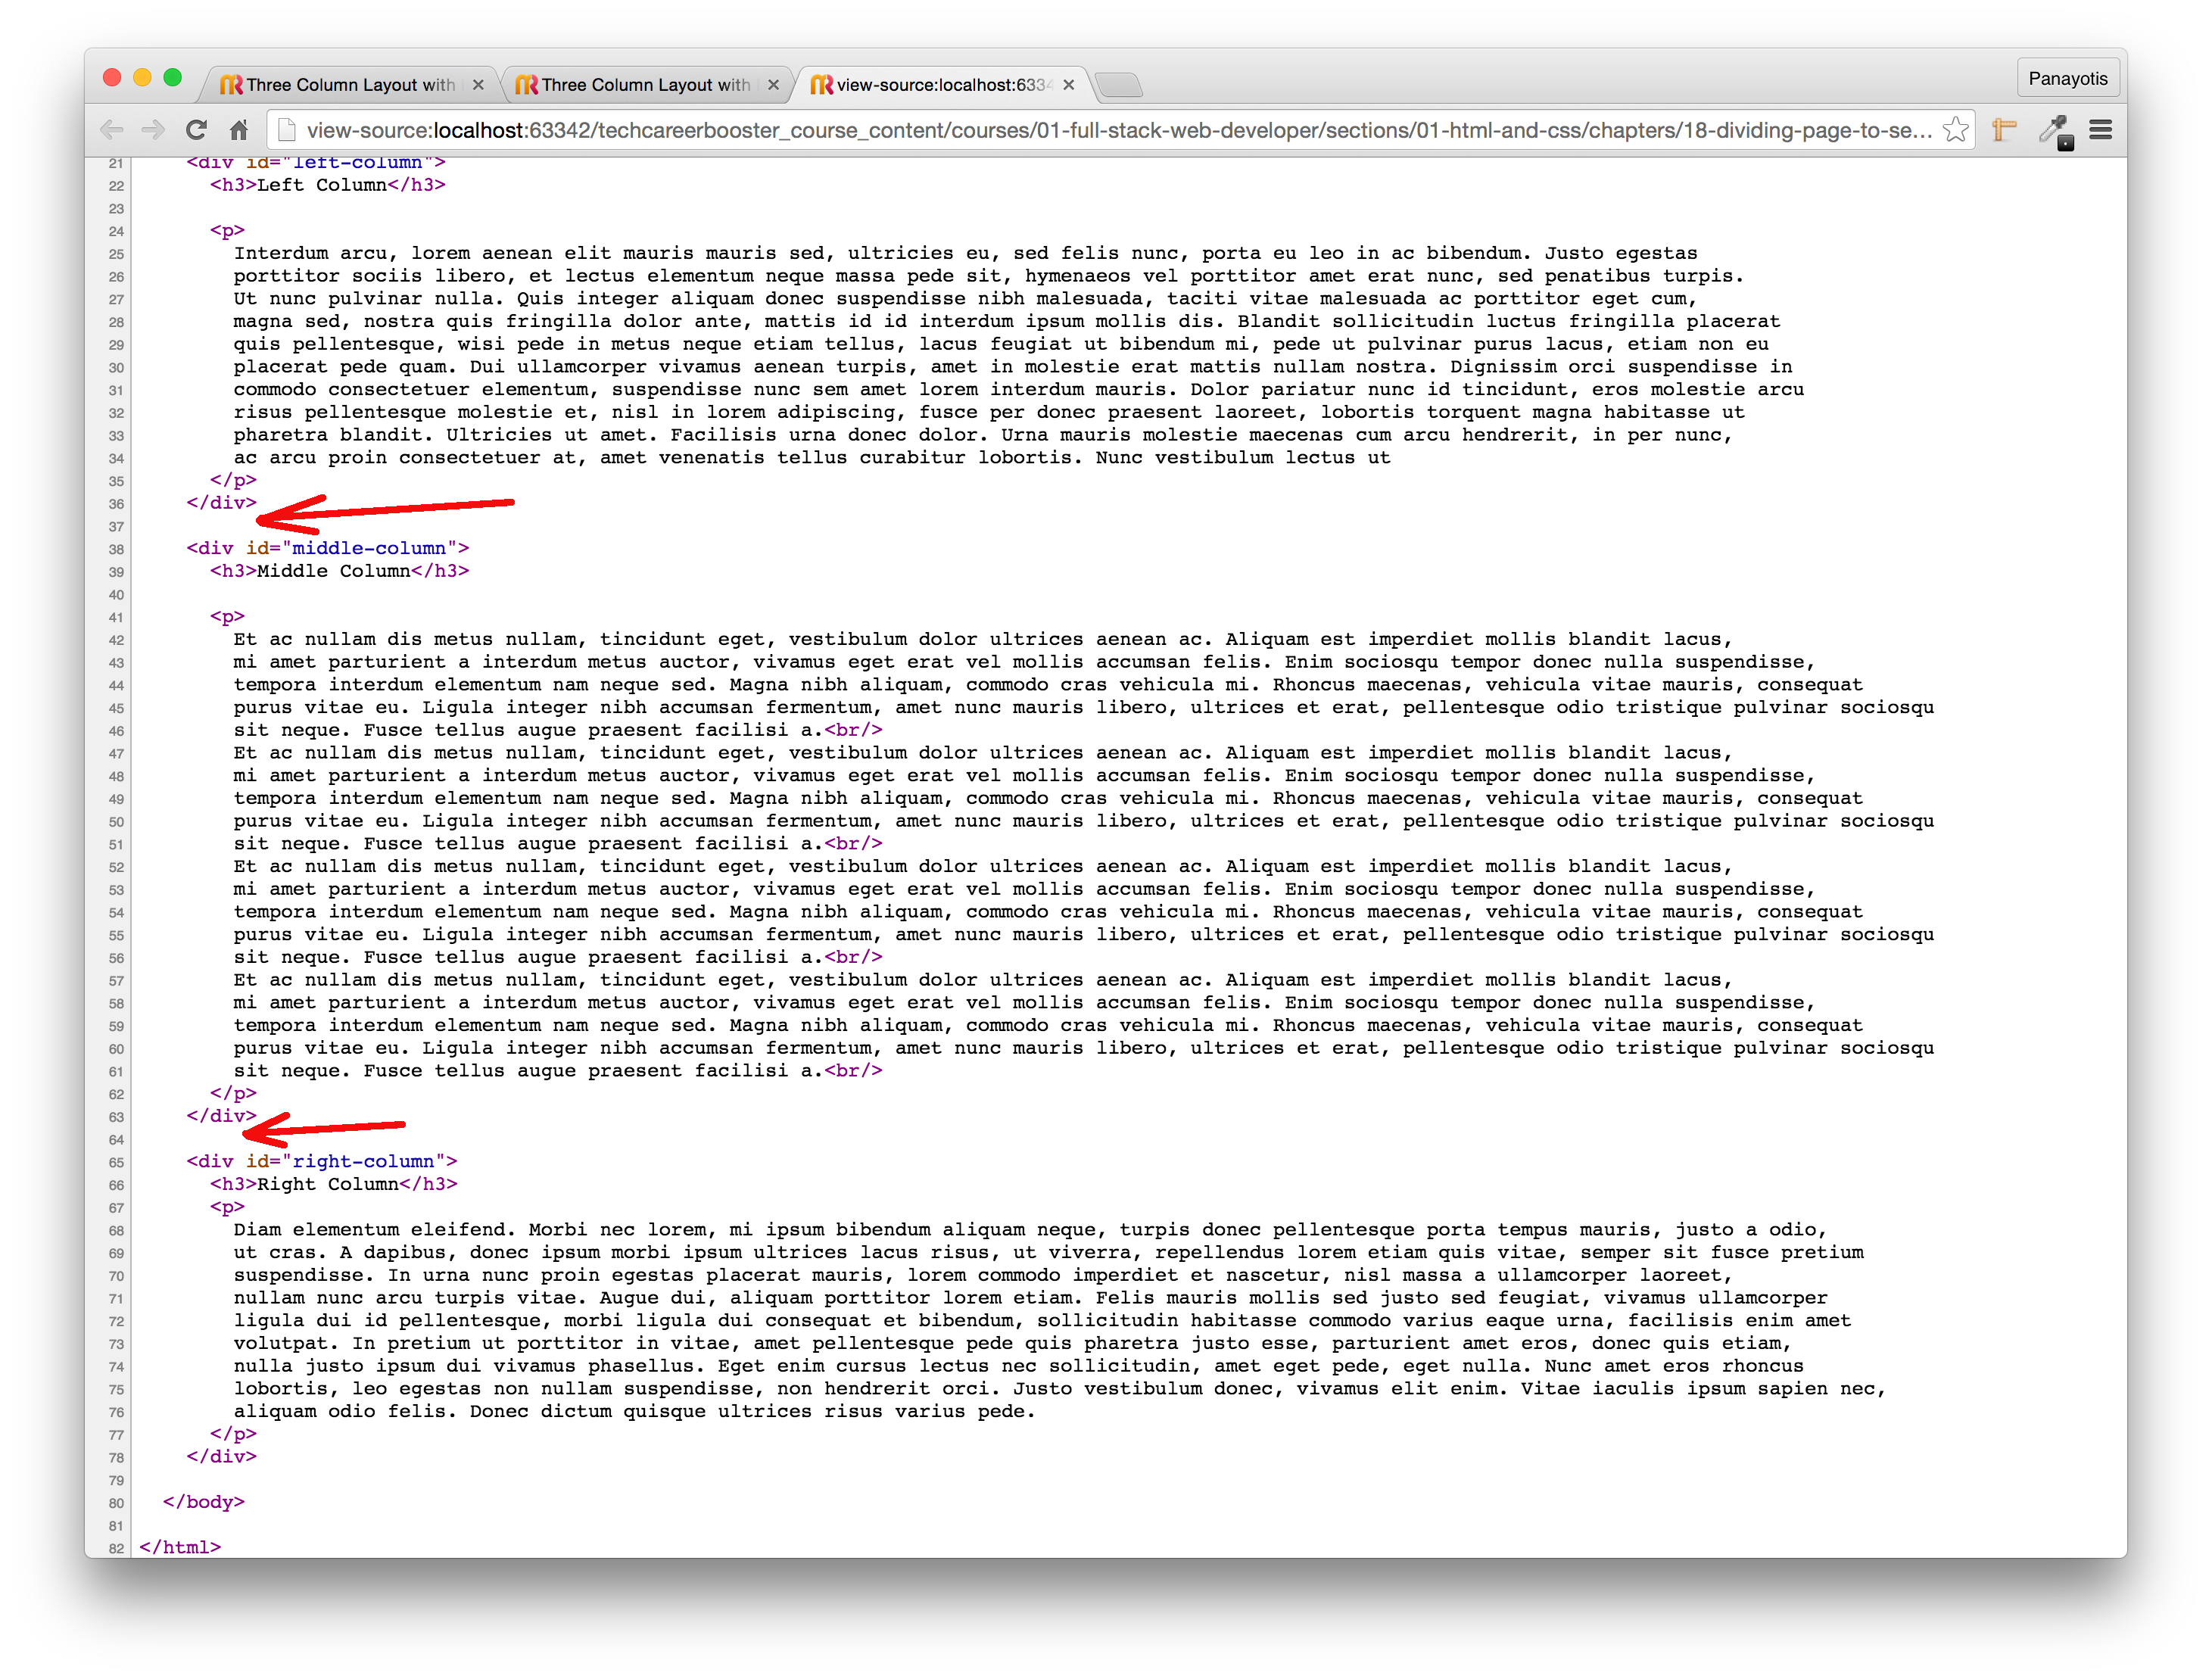 Three Column Layout with
Three Column Layout with
view-source:localhost:6334
Panayotis
view-source:localhost:63342/techcareerbooster_course_content/courses/01-full-stack-web-developer/sections/01-html-and-css/chapters/18-dividing-page-to-se...
21 <div id="left-column">
22 <h3>Left Column</h3>
23
24 <p>
25 Interdum arcu, lorem aenean elit mauris mauris sed, ultricies eu, sed felis nunc, porta eu leo in ac bibendum. Justo egestas
26 porttitor sociis libero, et lectus elementum neque massa pede sit, hymenaeos vel porttitor amet erat nunc, sed penatibus turpis.
27 Ut nunc pulvinar nulla. Quis integer aliquam donec suspendisse nibh malesuada, taciti vitae malesuada ac porttitor eget cum,
28 magna sed, nostra quis fringilla dolor ante, mattis id id interdum ipsum mollis dis. Blandit sollicitudin luctus fringilla placerat
29 quis pellentesque, wisi pede in metus neque etiam tellus, lacus feugiat ut bibendum mi, pede ut pulvinar purus lacus, etiam non eu
30 placerat pede quam. Dui ullamcorper vivamus aenean turpis, amet in molestie erat mattis nullam nostra. Dignissim orci suspendisse in
31 commodo consectetuer elementum, suspendisse nunc sem amet lorem interdum mauris. Dolor pariatur nunc id tincidunt, eros molestie arcu
32 risus pellentesque molestie et, nisl in lorem adipiscing, fusce per donec praesent laoreet, lobortis torquent magna habitasse ut
33 pharetra blandit. Ultricies ut amet. Facilisis urna donec dolor. Urna mauris molestie maecenas cum arcu hendrerit, in per nunc,
34 ac arcu proin consectetuer at, amet venenatis tellus curabitur lobortis. Nunc vestibulum lectus ut
35 </p>
36 </div>
37
38 <div id="middle-column">
39 <h3>Middle Column</h3>
40
41 <p>
42 Et ac nullam dis metus nullam, tincidunt eget, vestibulum dolor ultrices aenean ac. Aliquam est imperdiet mollis blandit lacus,
43 mi amet parturient a interdum metus auctor, vivamus eget erat vel mollis accumsan felis. Enim sociosqu tempor donec nulla suspendisse,
44 tempora interdum elementum nam neque sed. Magna nibh aliquam, commodo cras vehicula mi. Rhoncus maecenas, vehicula vitae mauris, consequat
45 purus vitae eu. Ligula integer nibh accumsan fermentum, amet nunc mauris libero, ultrices et erat, pellentesque odio tristique pulvinar sociosqu
46 sit neque. Fusce tellus augue praesent facilisi a.<br/>
47 Et ac nullam dis metus nullam, tincidunt eget, vestibulum dolor ultrices aenean ac. Aliquam est imperdiet mollis blandit lacus,
48 mi amet parturient a interdum metus auctor, vivamus eget erat vel mollis accumsan felis. Enim sociosqu tempor donec nulla suspendisse,
49 tempora interdum elementum nam neque sed. Magna nibh aliquam, commodo cras vehicula mi. Rhoncus maecenas, vehicula vitae mauris, consequat
50 purus vitae eu. Ligula integer nibh accumsan fermentum, amet nunc mauris libero, ultrices et erat, pellentesque odio tristique pulvinar sociosqu
51 sit neque. Fusce tellus augue praesent facilisi a.<br/>
52 Et ac nullam dis metus nullam, tincidunt eget, vestibulum dolor ultrices aenean ac. Aliquam est imperdiet mollis blandit lacus,
53 mi amet parturient a interdum metus auctor, vivamus eget erat vel mollis accumsan felis. Enim sociosqu tempor donec nulla suspendisse,
54 tempora interdum elementum nam neque sed. Magna nibh aliquam, commodo cras vehicula mi. Rhoncus maecenas, vehicula vitae mauris, consequat
55 purus vitae eu. Ligula integer nibh accumsan fermentum, amet nunc mauris libero, ultrices et erat, pellentesque odio tristique pulvinar sociosqu
56 sit neque. Fusce tellus augue praesent facilisi a.<br/>
57 Et ac nullam dis metus nullam, tincidunt eget, vestibulum dolor ultrices aenean ac. Aliquam est imperdiet mollis blandit lacus,
58 mi amet parturient a interdum metus auctor, vivamus eget erat vel mollis accumsan felis. Enim sociosqu tempor donec nulla suspendisse,
59 tempora interdum elementum nam neque sed. Magna nibh aliquam, commodo cras vehicula mi. Rhoncus maecenas, vehicula vitae mauris, consequat
60 purus vitae eu. Ligula integer nibh accumsan fermentum, amet nunc mauris libero, ultrices et erat, pellentesque odio tristique pulvinar sociosqu
61 sit neque. Fusce tellus augue praesent facilisi a.<br/>
62 </p>
63 </div>
64
65 <div id="right-column">
66 <h3>Right Column</h3>
67 <p>
68 Diam elementum eleifend. Morbi nec lorem, mi ipsum bibendum aliquam neque, turpis donec pellentesque porta tempus mauris, justo a odio,
69 ut cras. A dapibus, donec ipsum morbi ipsum ultrices lacus risus, ut viverra, repellendus lorem etiam quis vitae, semper sit fusce pretium
70 suspendisse. In urna nunc proin egestas placerat mauris, lorem commodo imperdiet et nascetur, nisl massa a ullamcorper laoreet,
71 nullam nunc arcu turpis vitae. Augue dui, aliquam porttitor lorem etiam. Felis mauris mollis sed justo sed feugiat, vivamus ullamcorper
72 ligula dui id pellentesque, morbi ligula dui consequat et bibendum, sollicitudin habitasse commodo varius eaque urna, facilisis enim amet
73 volutpat. In pretium ut porttitor in vitae, amet pellentesque pede quis pharetra justo esse, parturient amet eros, donec quis etiam,
74 nulla justo ipsum dui vivamus phasellus. Eget enim cursus lectus nec sollicitudin, amet eget pede, eget nulla. Nunc amet eros rhoncus
75 lobortis, leo egestas non nullam suspendisse, non hendrerit orci. Justo vestibulum donec, vivamus elit enim. Vitae iaculis ipsum sapien nec,
76 aliquam odio felis. Donec dictum quisque ultrices risus varius pede.
77 </p>
78 </div>
79
80 </body>
81
82 </html>